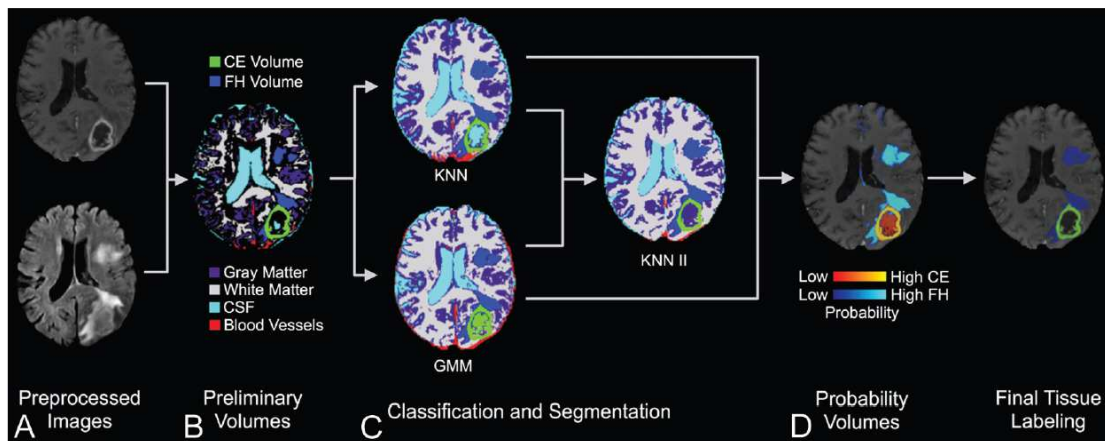 CE Volume
FH Volume
Gray Matter
White Matter
CSF
Blood Vessels
KNN
GMM
KNN II
Low High CE
Low High FH
Probability
A Preprocessed
Images
B Preliminary
Volumes
C Classification and Segmentation
D Probability
Volumes
Final Tissue
Labeling